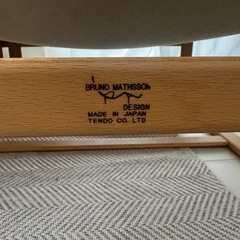 BRUNO MATHSSON
DESIGN
MADE IN JAPAN
TENDO CO. LTD